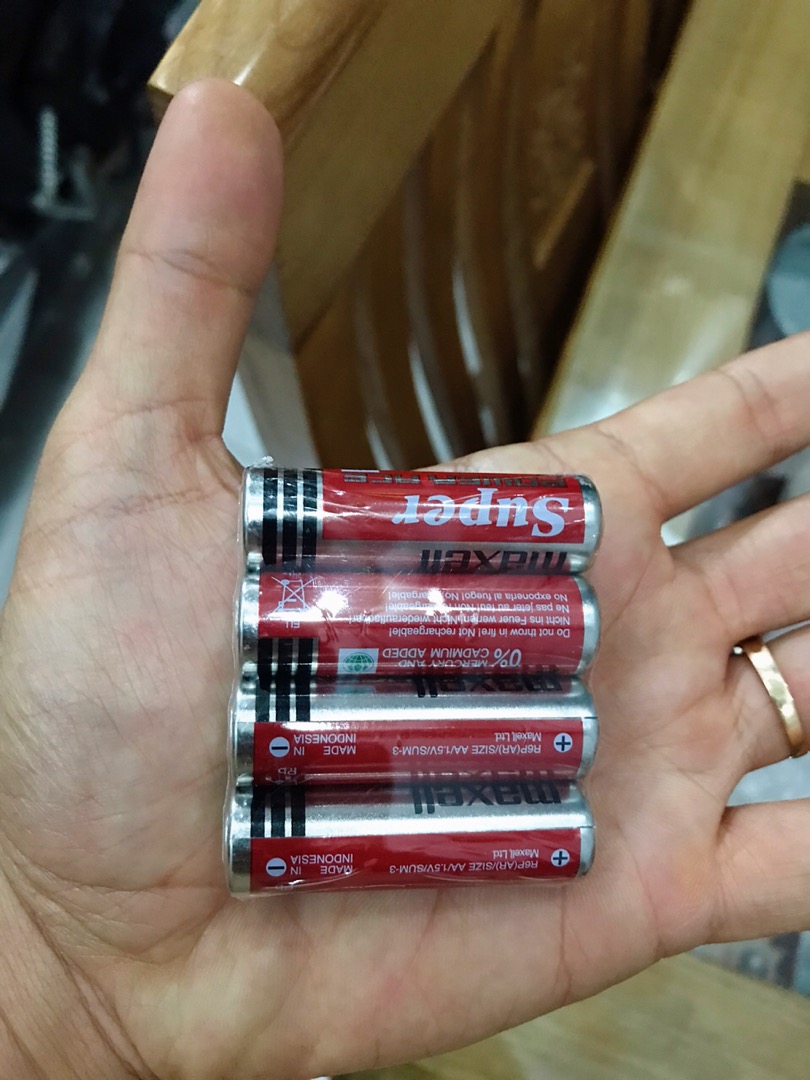 R6P(AR)/SIZE AA/1.5V/SUM-3
Maxell,Ltd.
MADE IN
INDONESIA
maxell
R6P(AR)/SIZE AA/1.5V/SUM-3
Maxell,Ltd.
MADE IN
INDONESIA
maxell
0% MERCURY AND
CADMIUM ADDED
Do not throw in fire! Not rechargeable!
Nicht ins Feuer werfen! Nicht wiederaufladbar!
Ne pas jeter au feu! Non rechargeable!
No exponerla al fuego! No
EU
maxell
Super
POWER ACE